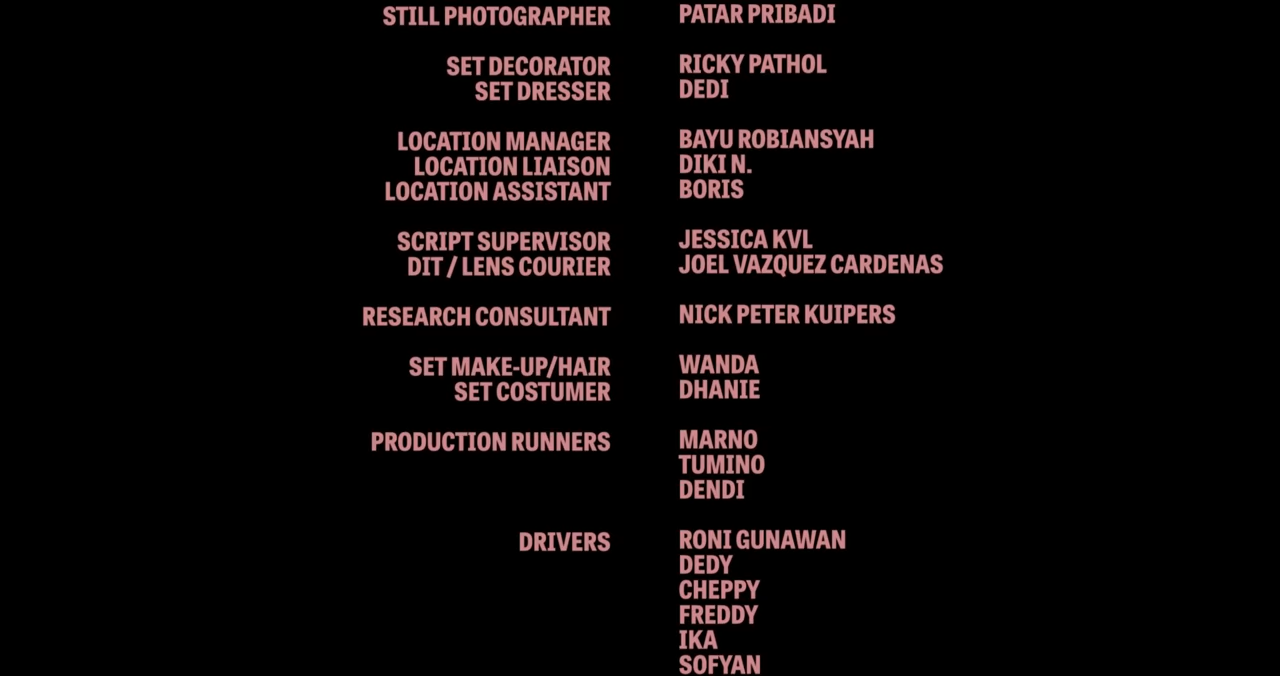 STILL PHOTOGRAPHER PATAR PRIBADI
SET DECORATOR RICKY PATHOL
SET DRESSER DEDI
LOCATION MANAGER BAYU ROBIANSYAH
LOCATION LIAISON DIKI N.
LOCATION ASSISTANT BORIS
SCRIPT SUPERVISOR JESSICA KVL
DIT / LENS COURIER JOEL VAZQUEZ CARDENAS
RESEARCH CONSULTANT NICK PETER KUIPERS
SET MAKE-UP/HAIR WANDA
SET COSTUMER DHANIE
PRODUCTION RUNNERS MARNO
TUMINO
DENDI
DRIVERS RONI GUNAWAN
DEDY
CHEPPY
FREDDY
IKA
SOFYAN